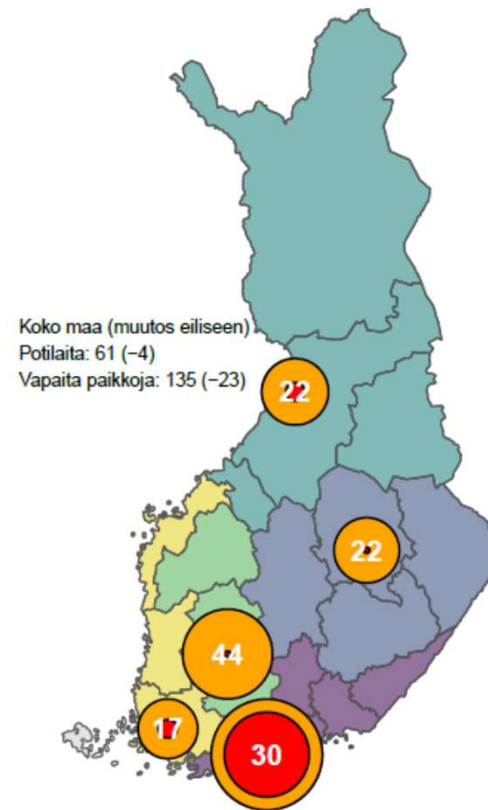 Koko maa (muutos eiliseen)
Potilaita: 61 (−4)
Vapaita paikkoja: 135 (−23)
22
22
44
17
30